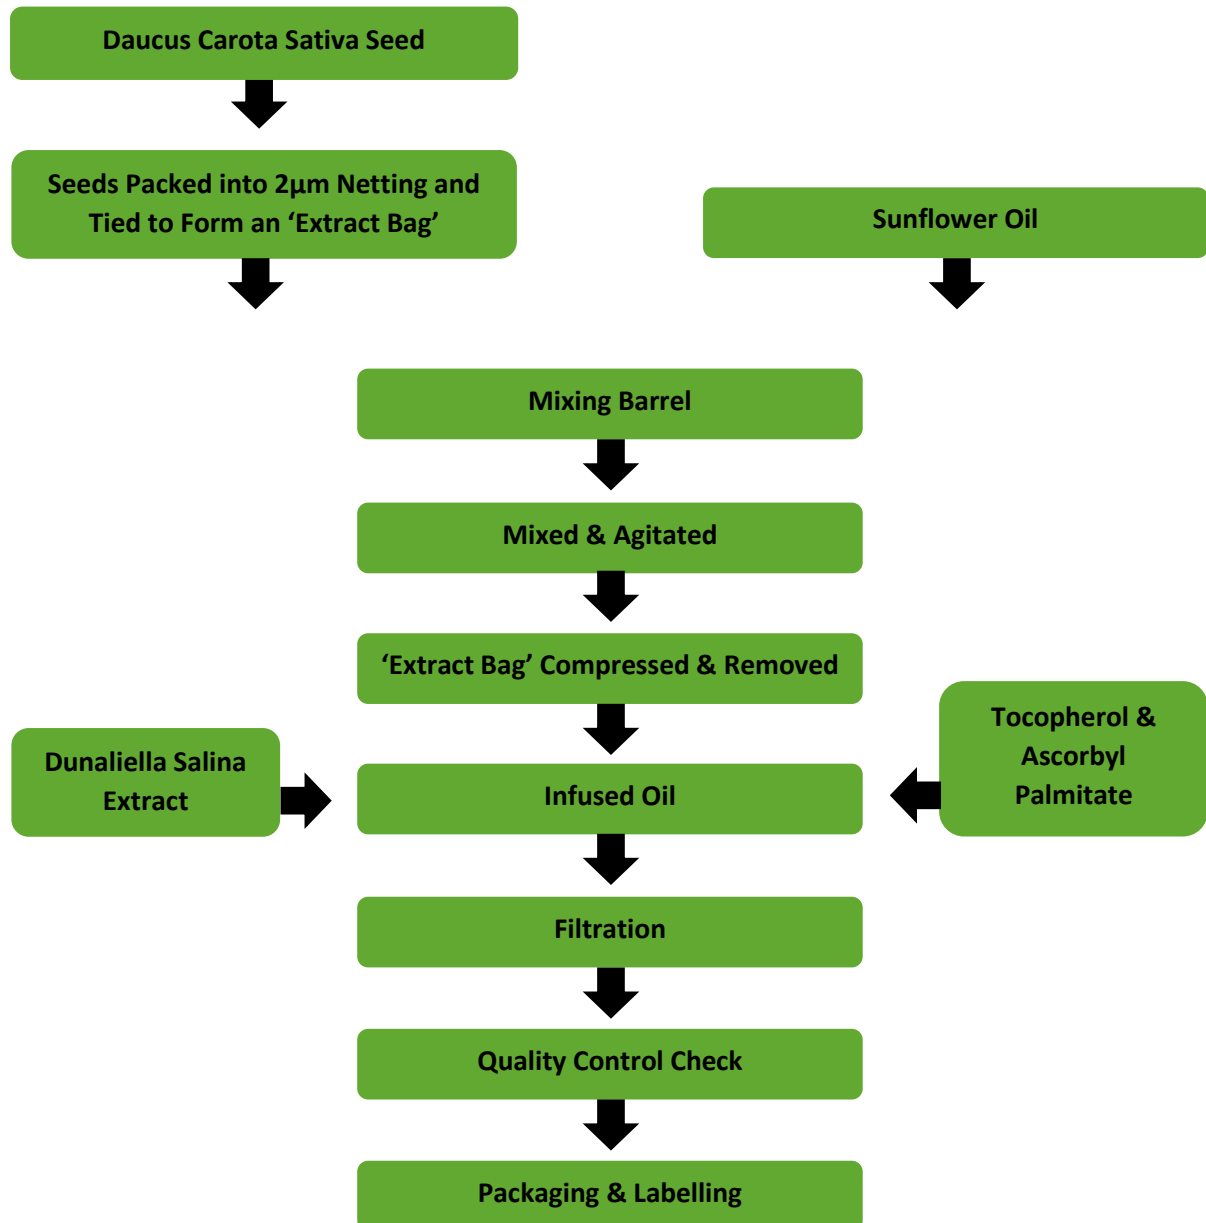 Daucus Carota Sativa Seed
Seeds Packed into 2µm Netting and
Tied to Form an ‘Extract Bag’
Sunflower Oil
Mixing Barrel
Mixed & Agitated
‘Extract Bag’ Compressed & Removed
Dunaliella Salina
Extract
Infused Oil
Tocopherol &
Ascorbyl
Palmitate
Filtration
Quality Control Check
Packaging & Labelling